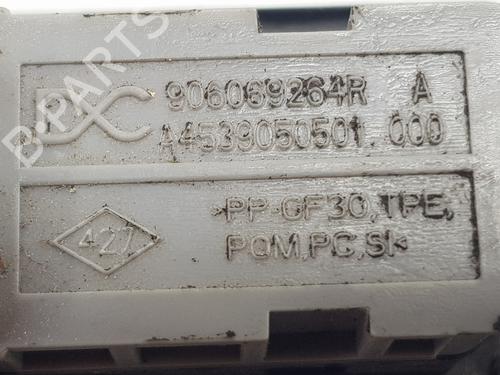 B-PARTS
906069264R A
A4539050501.000
427
>PP-GF30,TPE,
POM,PC,SI<